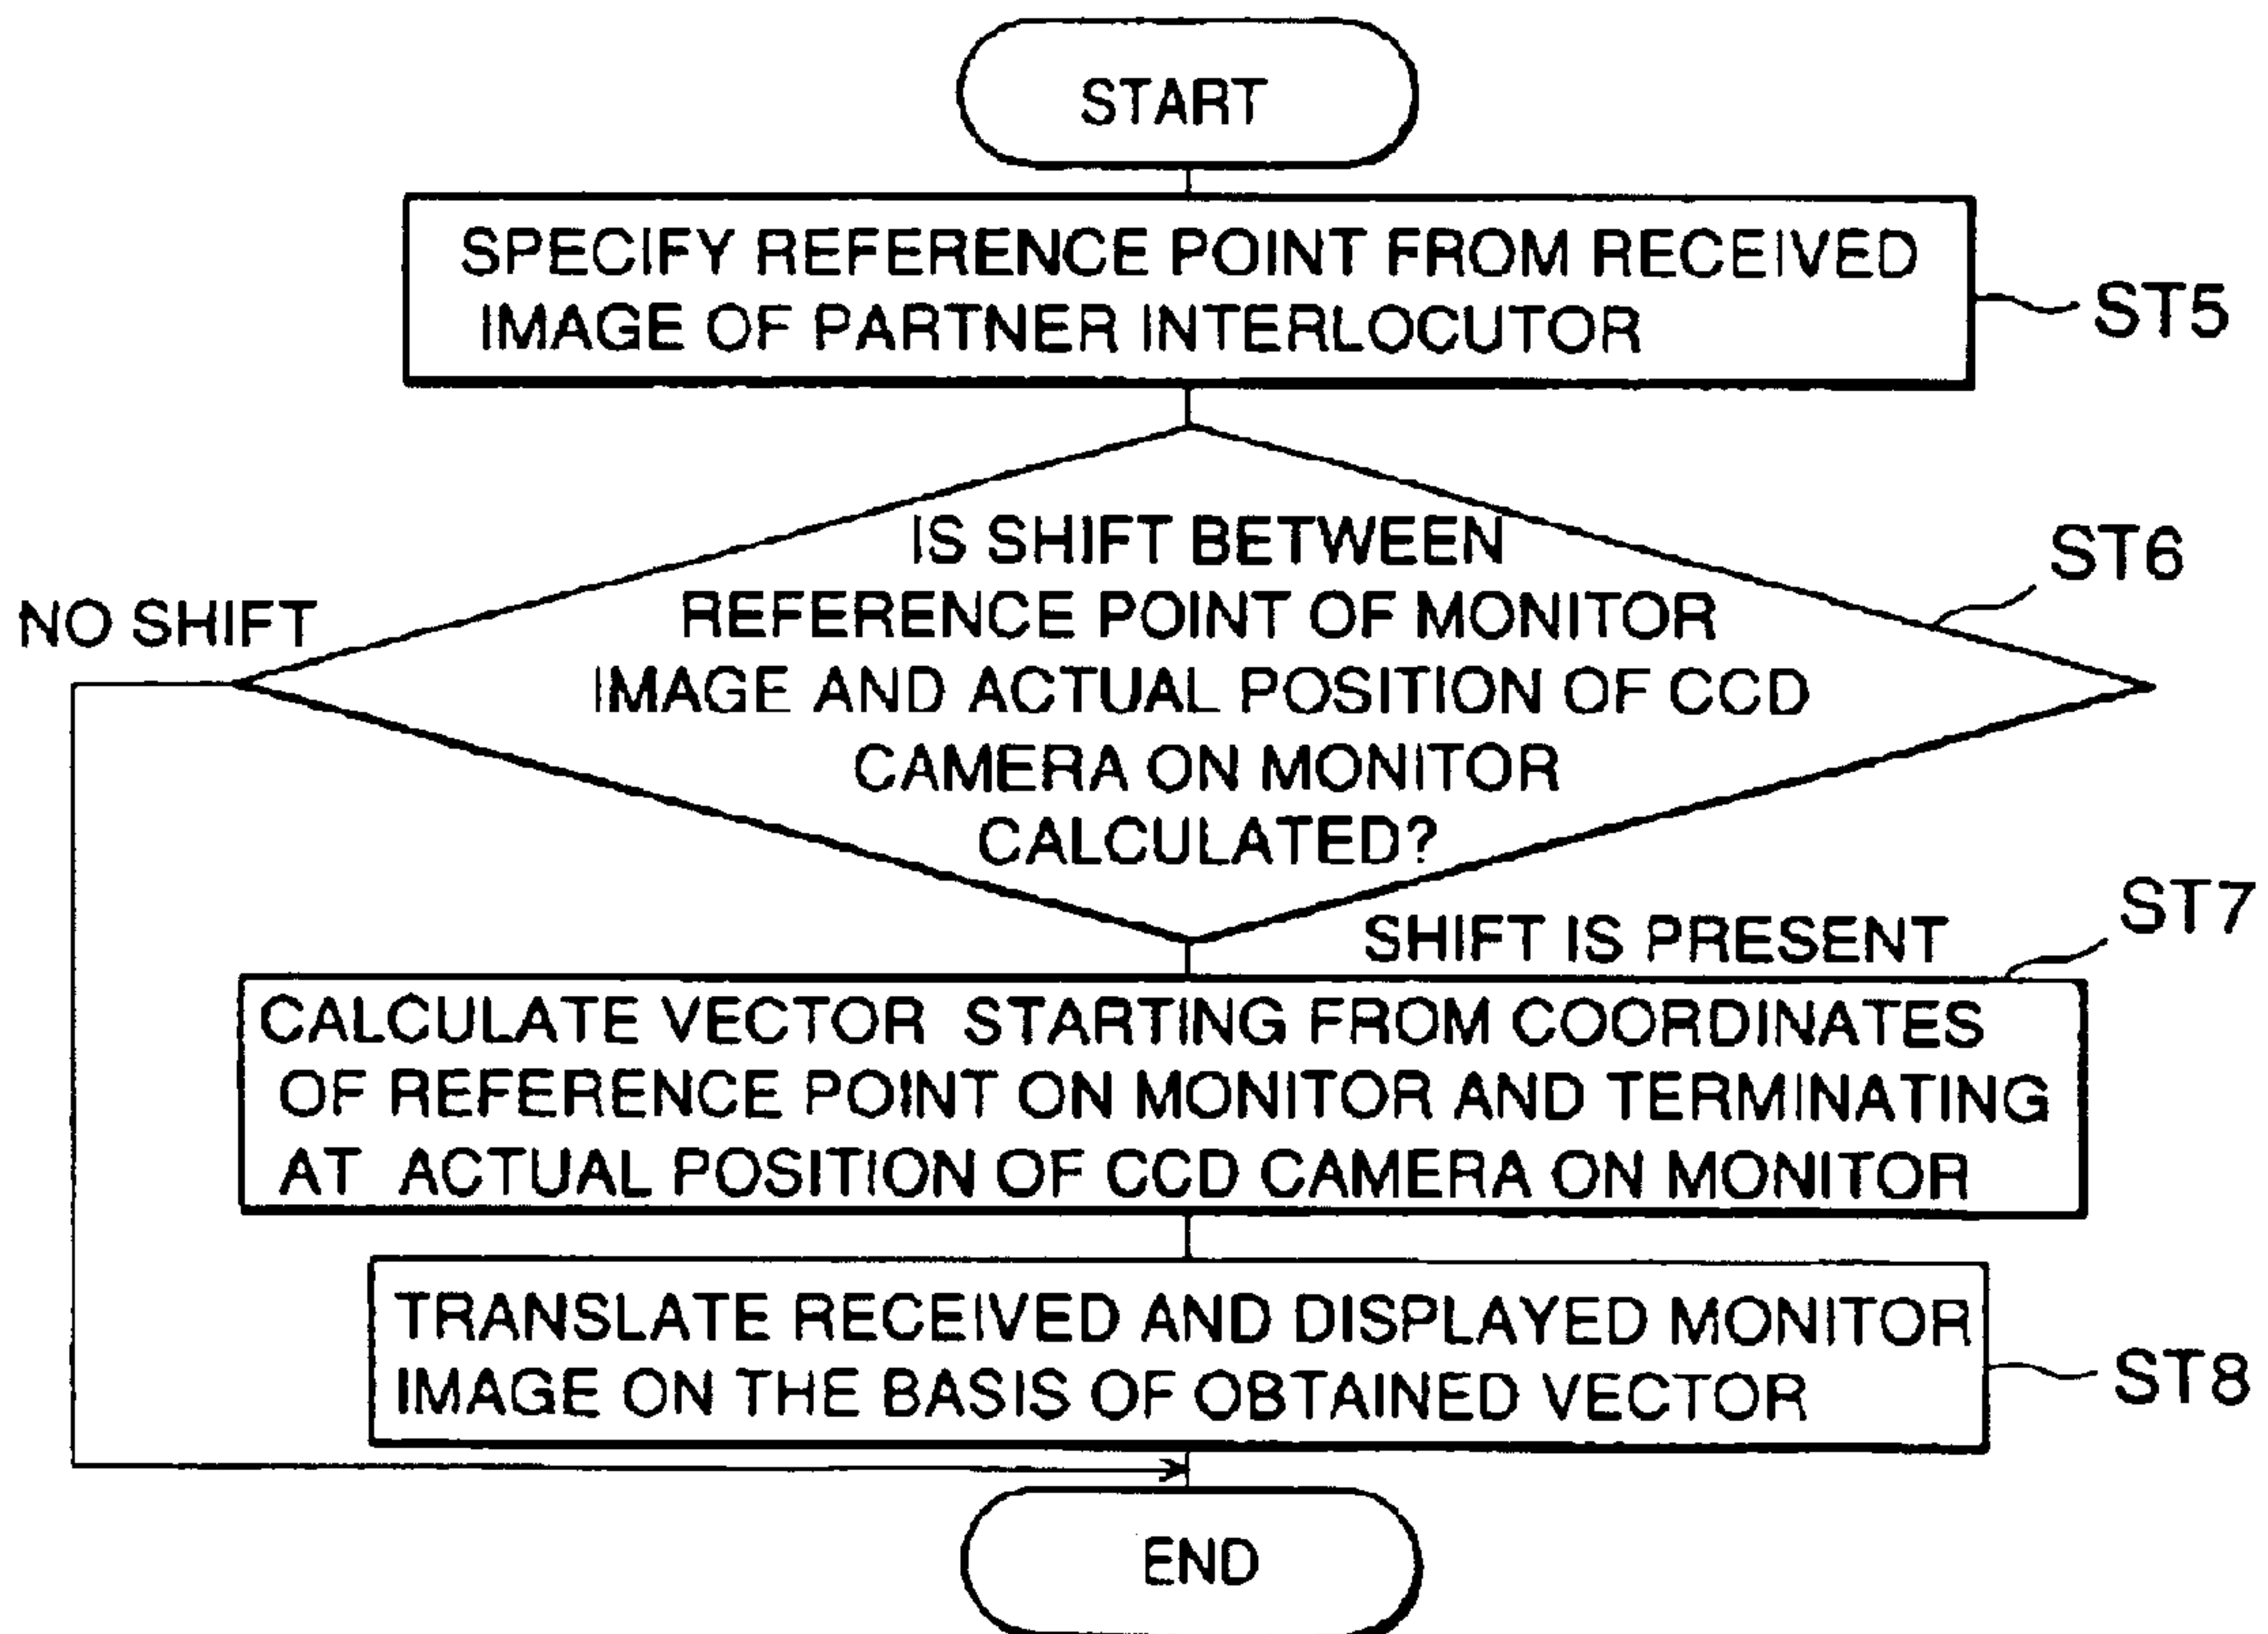 START
SPECIFY REFERENCE POINT FROM RECEIVED
IMAGE OF PARTNER INTERLOCUTOR
ST5
IS SHIFT BETWEEN
REFERENCE POINT OF MONITOR
IMAGE AND ACTUAL POSITION OF CCD
CAMERA ON MONITOR
CALCULATED?
ST6
NO SHIFT
SHIFT IS PRESENT
ST7
CALCULATE VECTOR STARTING FROM COORDINATES
OF REFERENCE POINT ON MONITOR AND TERMINATING
AT ACTUAL POSITION OF CCD CAMERA ON MONITOR
TRANSLATE RECEIVED AND DISPLAYED MONITOR
IMAGE ON THE BASIS OF OBTAINED VECTOR
ST8
END